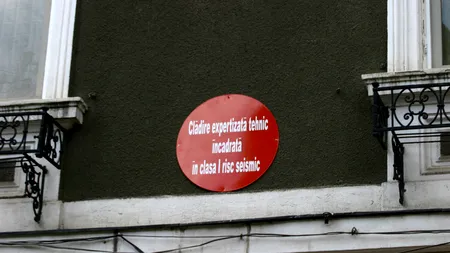 Clădire expertizată tehnic
încadrată
în clasa I risc seismic